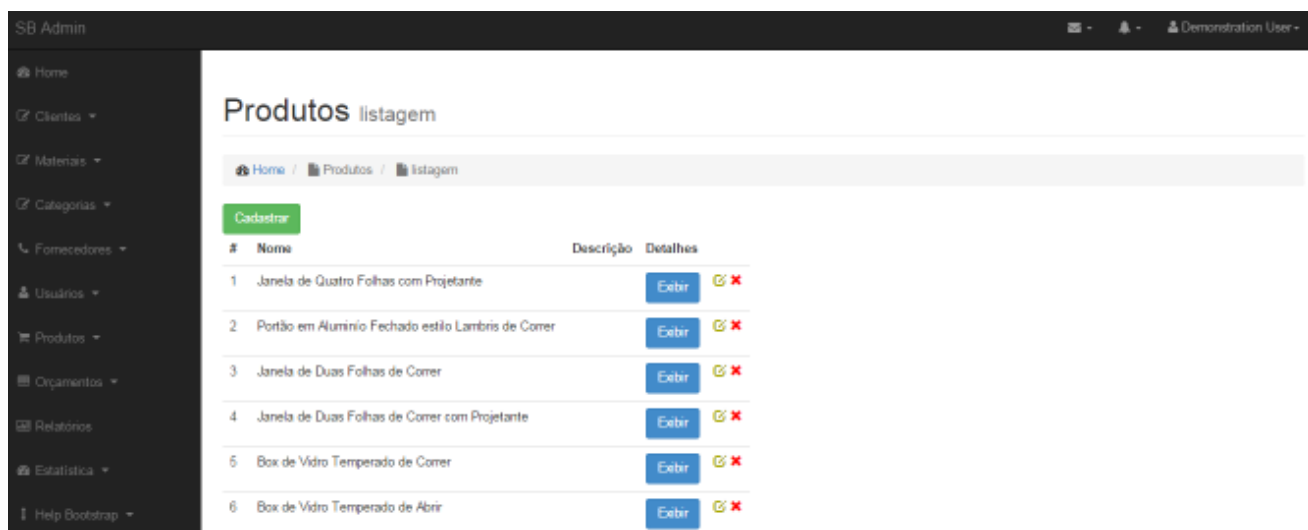 SB Admin
Demonstration User
Home
Clientes
Materiais
Categorias
Fornecedores
Usuários
Produtos
Orçamentos
Relatórios
Estatística
Help Bootstrap
Produtos listagem
Home / Produtos / listagem
Cadastrar
# Nome Descrição Detalhes
1 Janela de Quatro Folhas com Projetante Exibir
2 Portão em Aluminio Fechado estilo Lambris de Correr Exibir
3 Janela de Duas Folhas de Correr Exibir
4 Janela de Duas Folhas de Correr com Projetante Exibir
5 Box de Vidro Temperado de Correr Exibir
6 Box de Vidro Temperado de Abrir Exibir